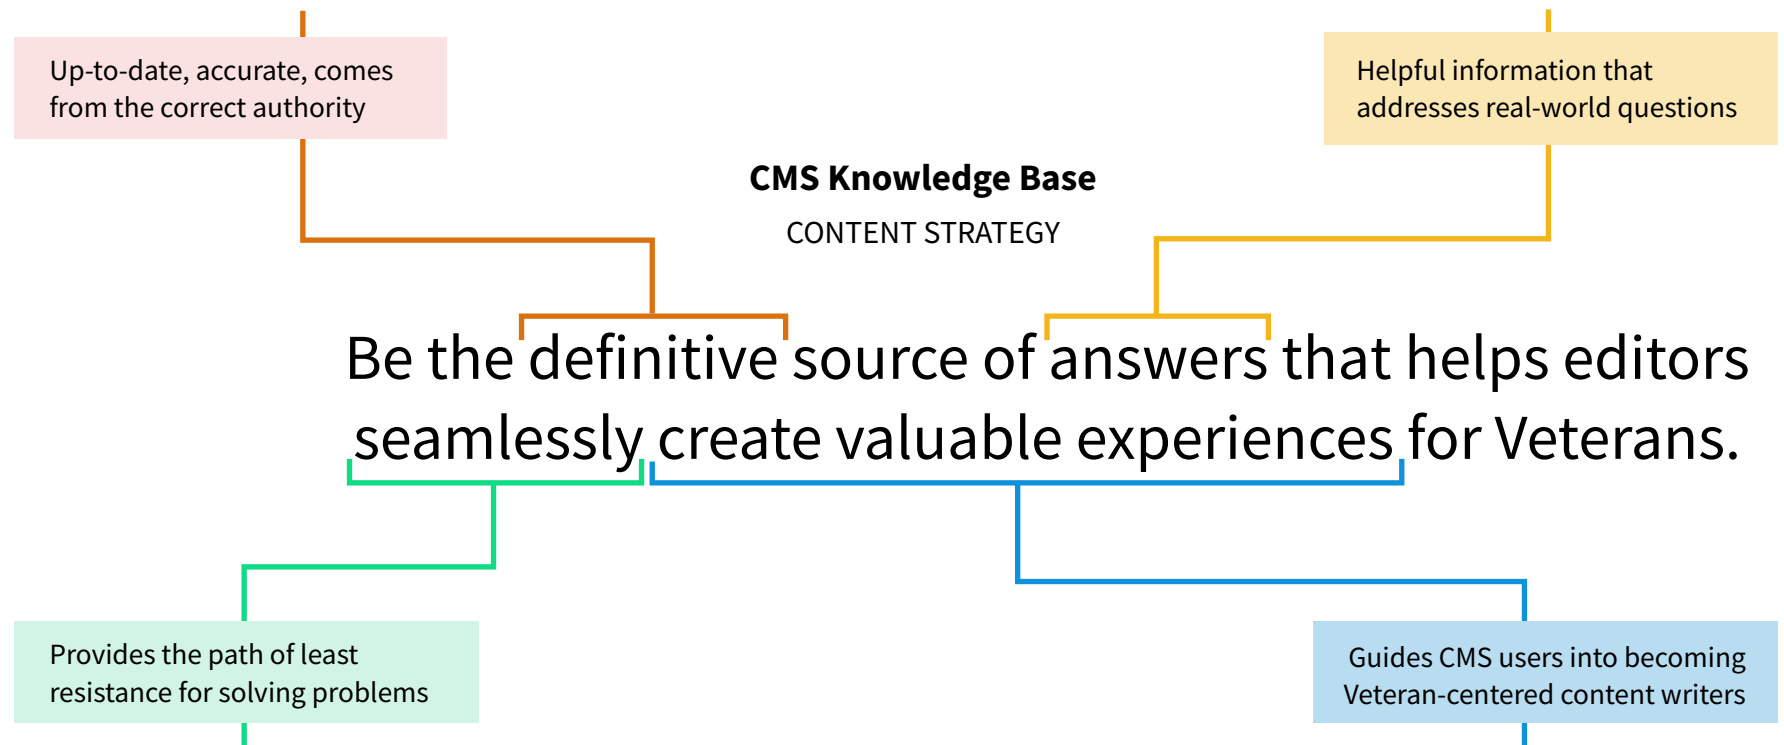 Up-to-date, accurate, comes
from the correct authority
Helpful information that
addresses real-world questions
CMS Knowledge Base
CONTENT STRATEGY
Be the definitive source of answers that helps editors
seamlessly create valuable experiences for Veterans.
Provides the path of least
resistance for solving problems
Guides CMS users into becoming
Veteran-centered content writers